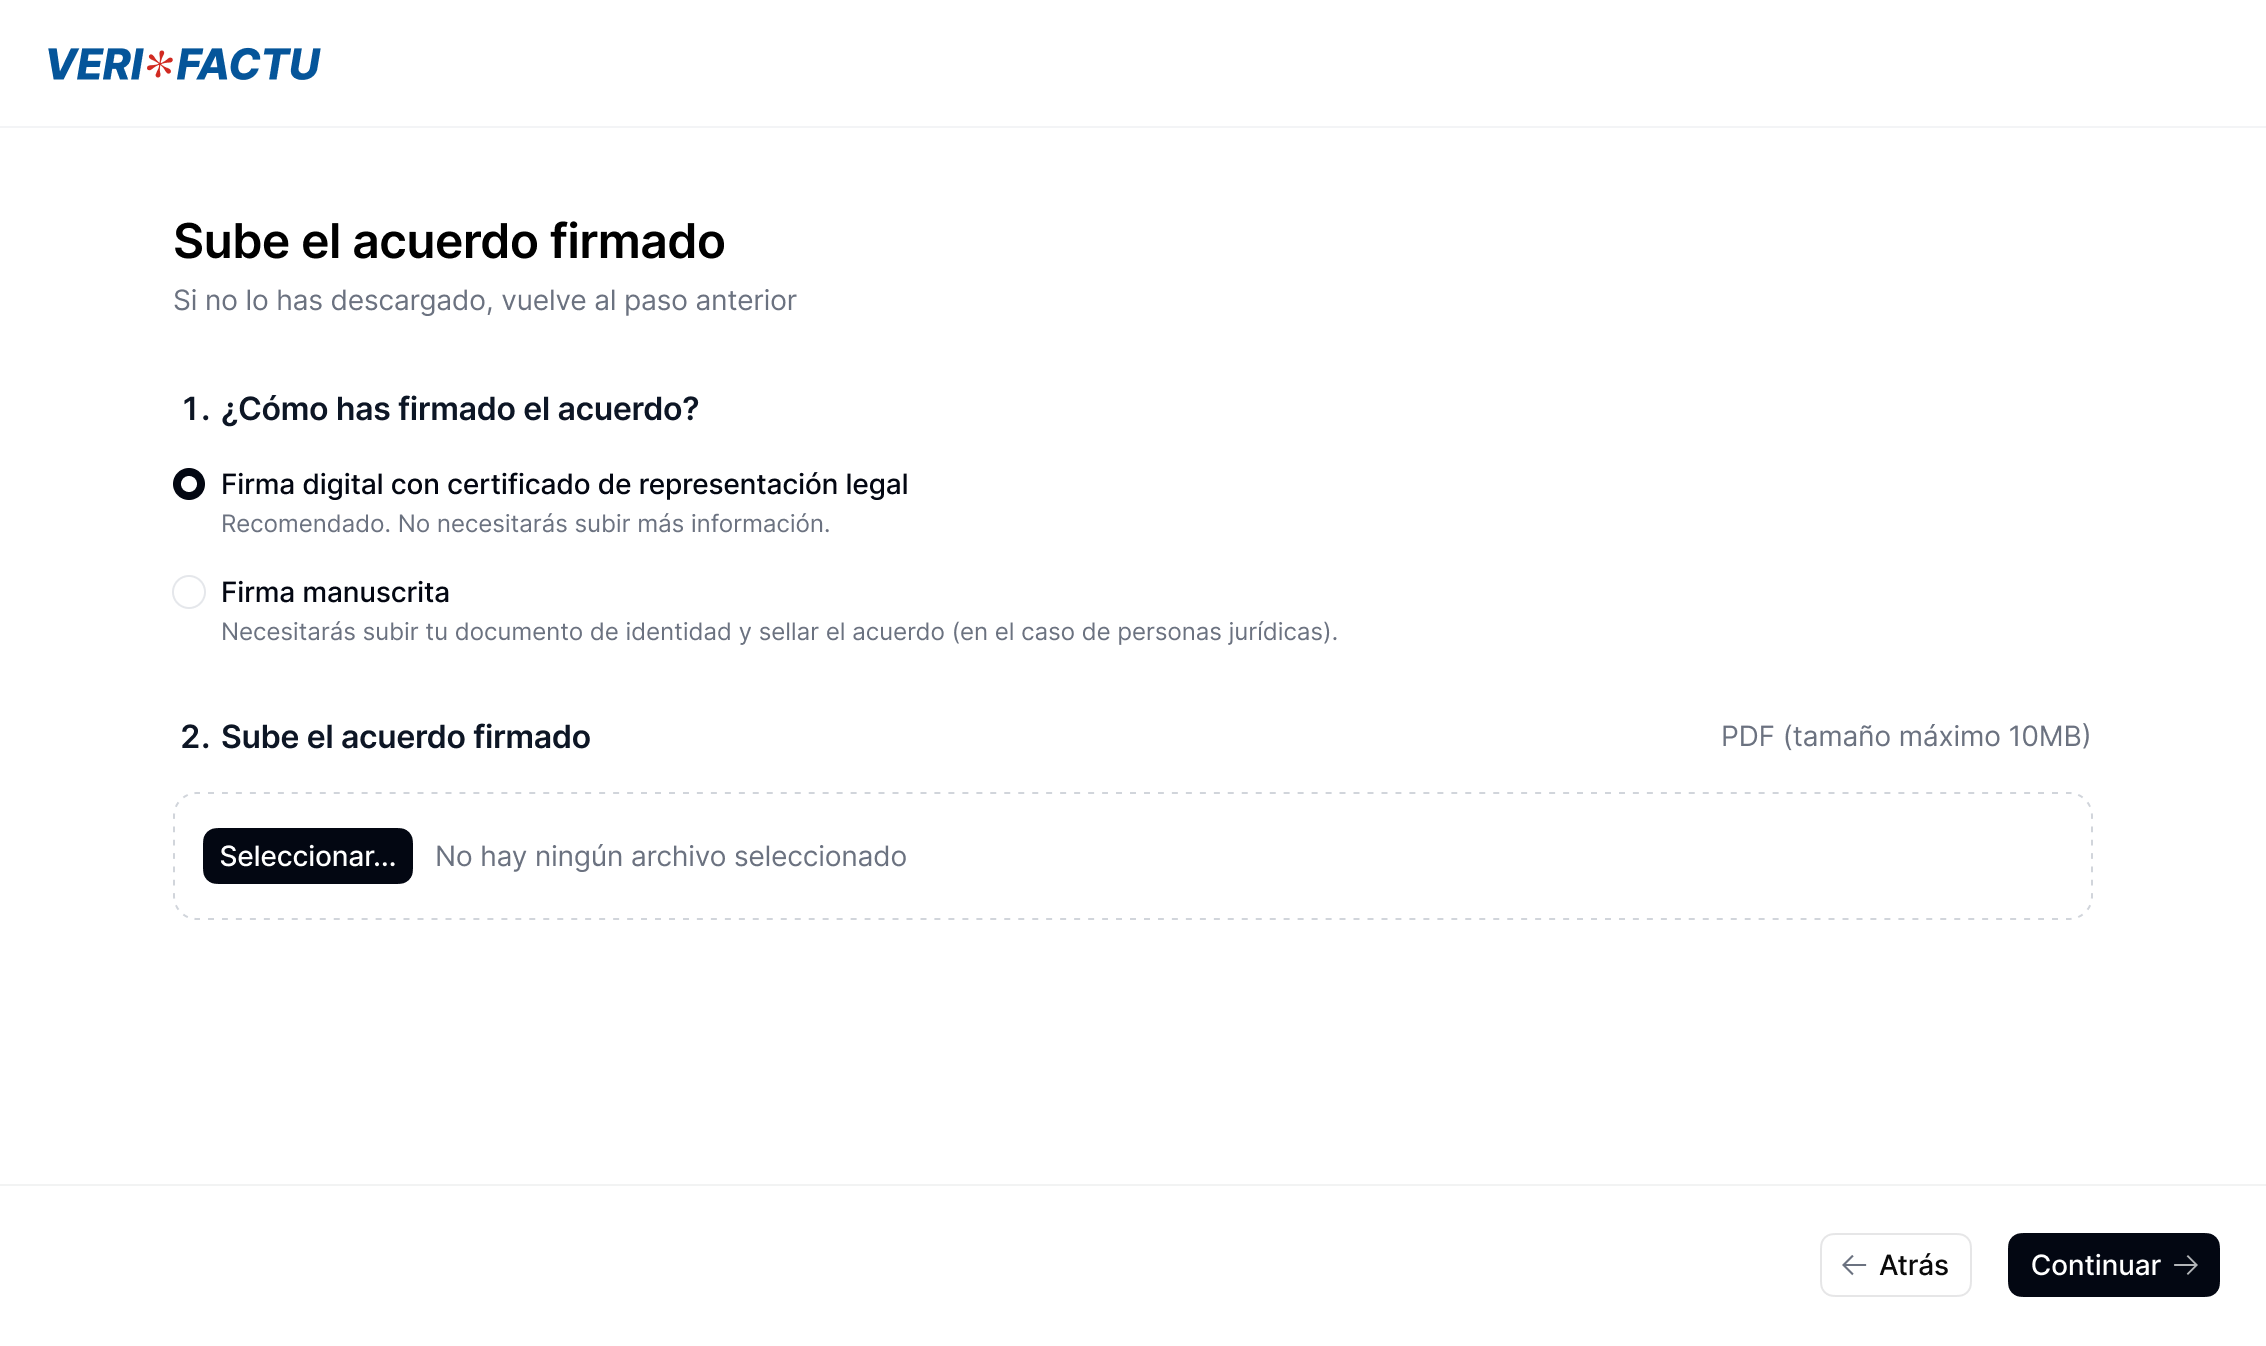 VERI*FACTU
Sube el acuerdo firmado
Si no lo has descargado, vuelve al paso anterior
1. ¿Cómo has firmado el acuerdo?
Firma digital con certificado de representación legal
Recomendado. No necesitarás subir más información.
Firma manuscrita
Necesitarás subir tu documento de identidad y sellar el acuerdo (en el caso de personas jurídicas).
2. Sube el acuerdo firmado
PDF (tamaño máximo 10MB)
Seleccionar... No hay ningún archivo seleccionado
← Atrás
Continuar →